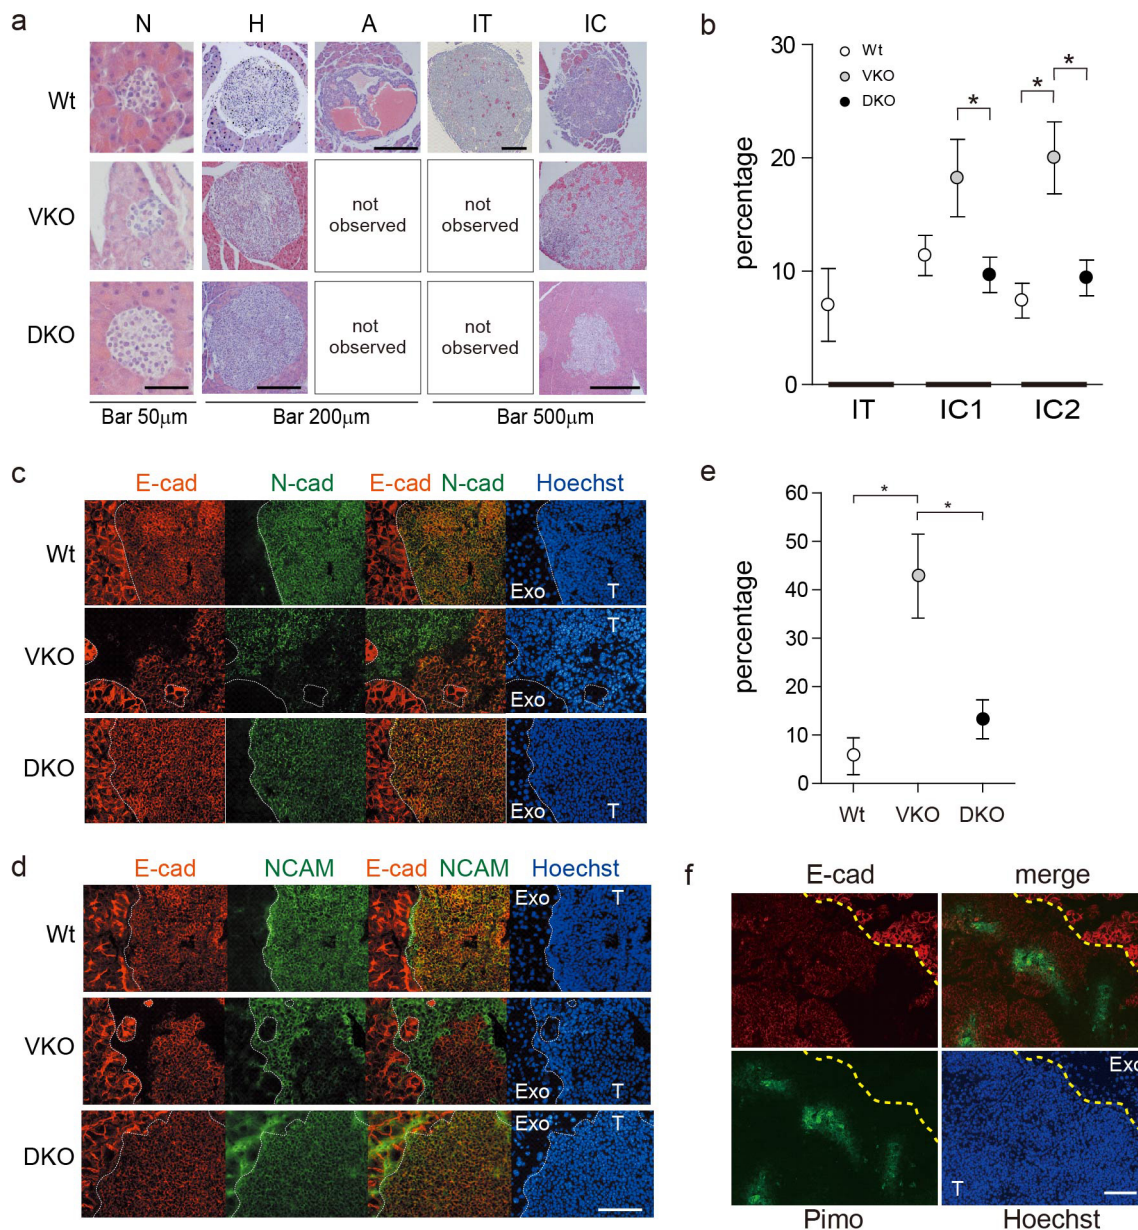 a
N H A IT IC
Wt
VKO
not observed
not observed
DKO
not observed
not observed
Bar 50μm Bar 200μm Bar 500μm
b
30
20
10
0
percentage
Wt
VKO
DKO
*
*
*
IT IC1 IC2
c
E-cad N-cad E-cad N-cad Hoechst
Wt
Exo T
VKO
T
Exo
DKO
Exo T
d
E-cad NCAM E-cad NCAM Hoechst
Wt
Exo T
VKO
Exo T
DKO
Exo T
e
60
50
40
30
20
10
0
percentage
*
*
Wt VKO DKO
f
E-cad merge
Exo
T
Pimo Hoechst